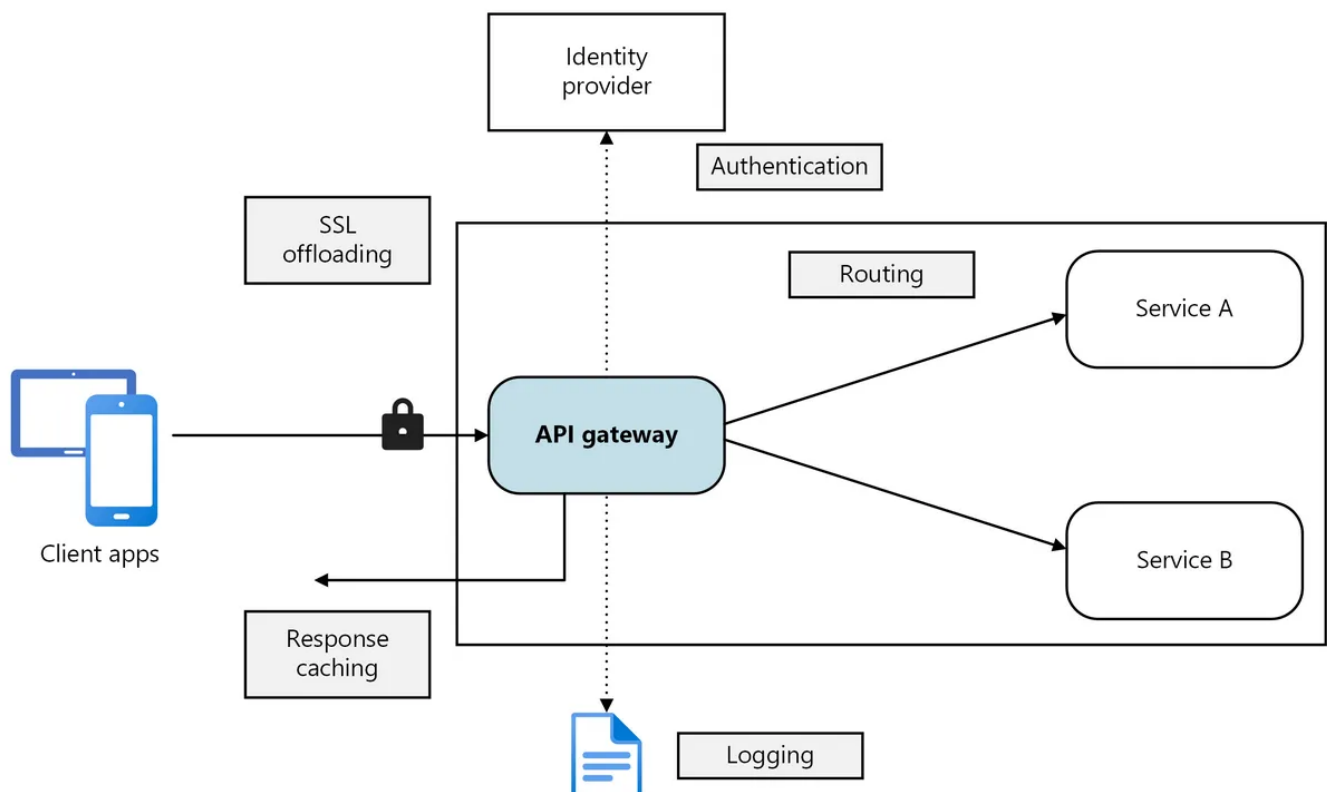 Identity
provider
Authentication
SSL
offloading
Routing
Service A
API gateway
Client apps
Service B
Response
caching
Logging